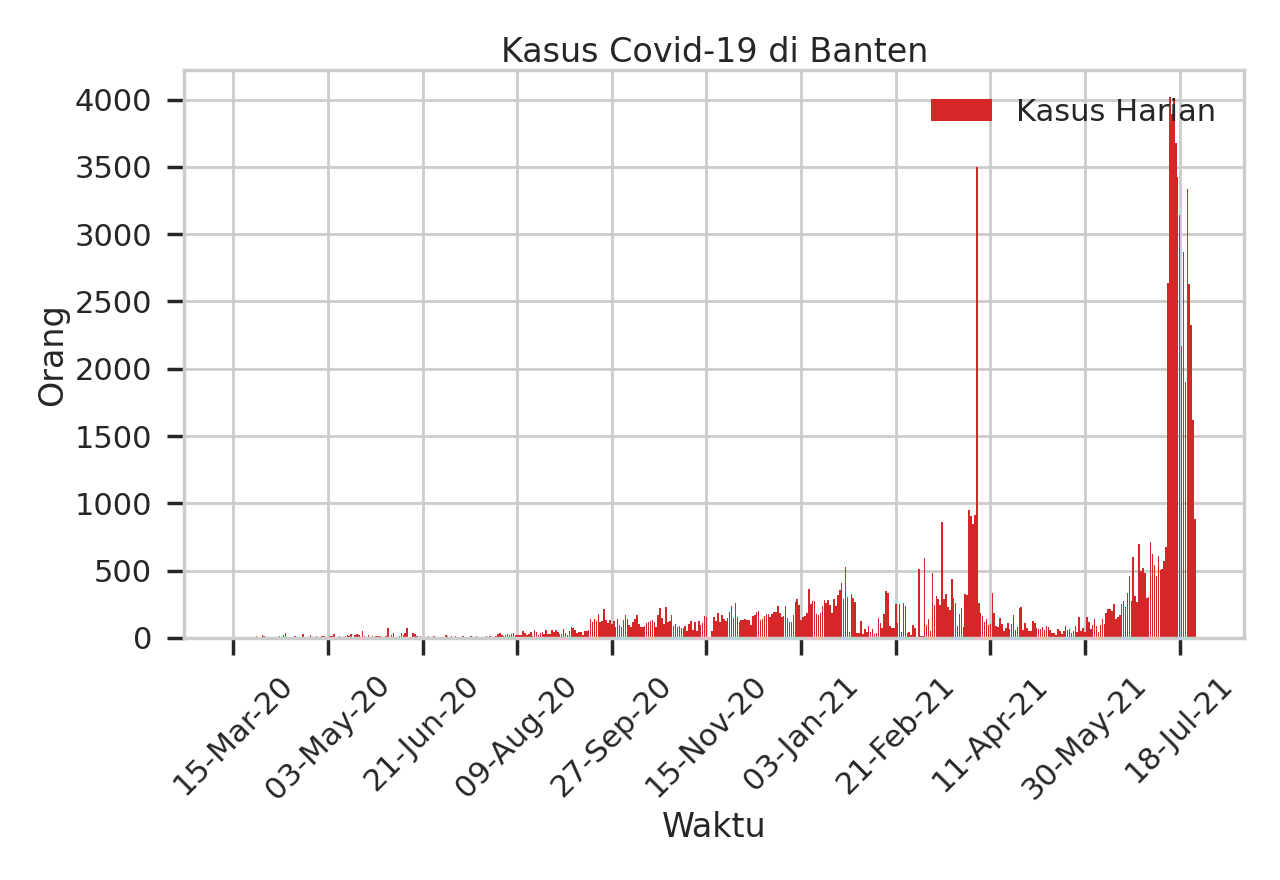 Kasus Covid-19 di Banten
Kasus Harian
Orang
4000
3500
3000
2500
2000
1500
1000
500
0
15-Mar-20
03-May-20
21-Jun-20
09-Aug-20
27-Sep-20
15-Nov-20
03-Jan-21
21-Feb-21
11-Apr-21
30-May-21
18-Jul-21
Waktu